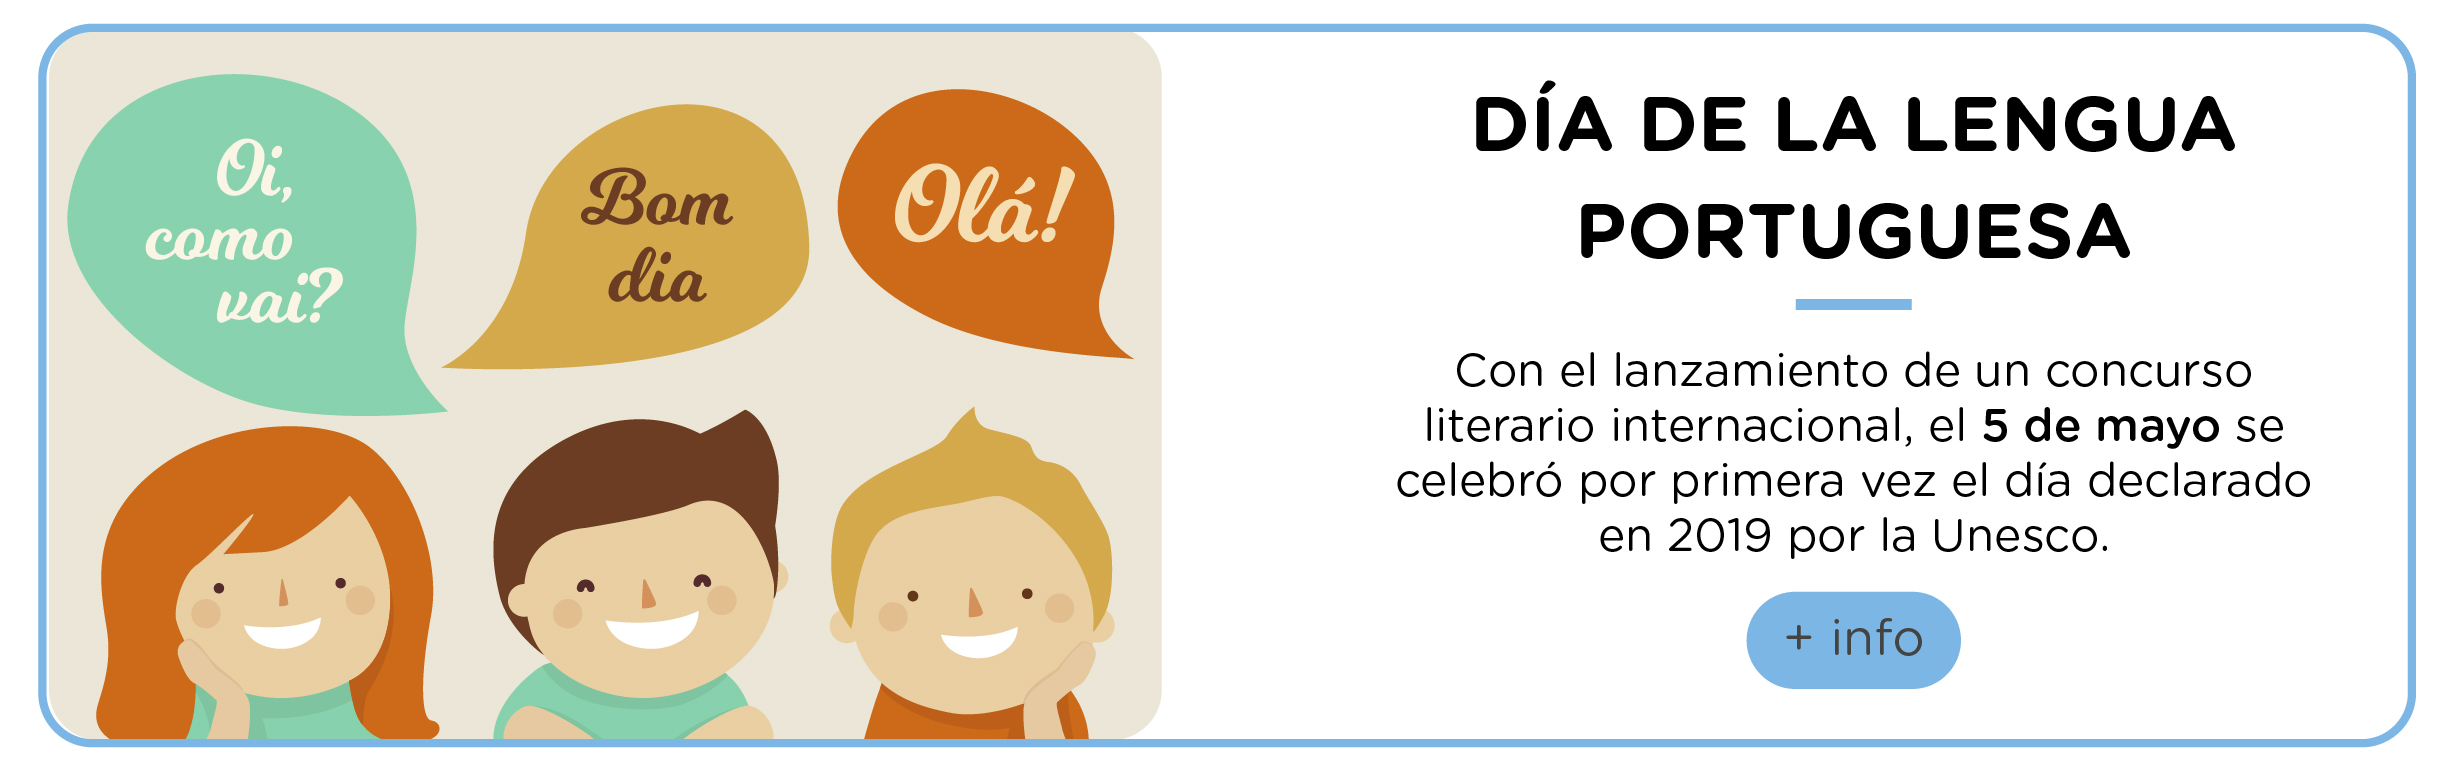 Oi,
como
vai?
Bom
dia
Olá!
DÍA DE LA LENGUA
PORTUGUESA
Con el lanzamiento de un concurso
literario internacional, el 5 de mayo se
celebró por primera vez el día declarado
en 2019 por la Unesco.
+ info